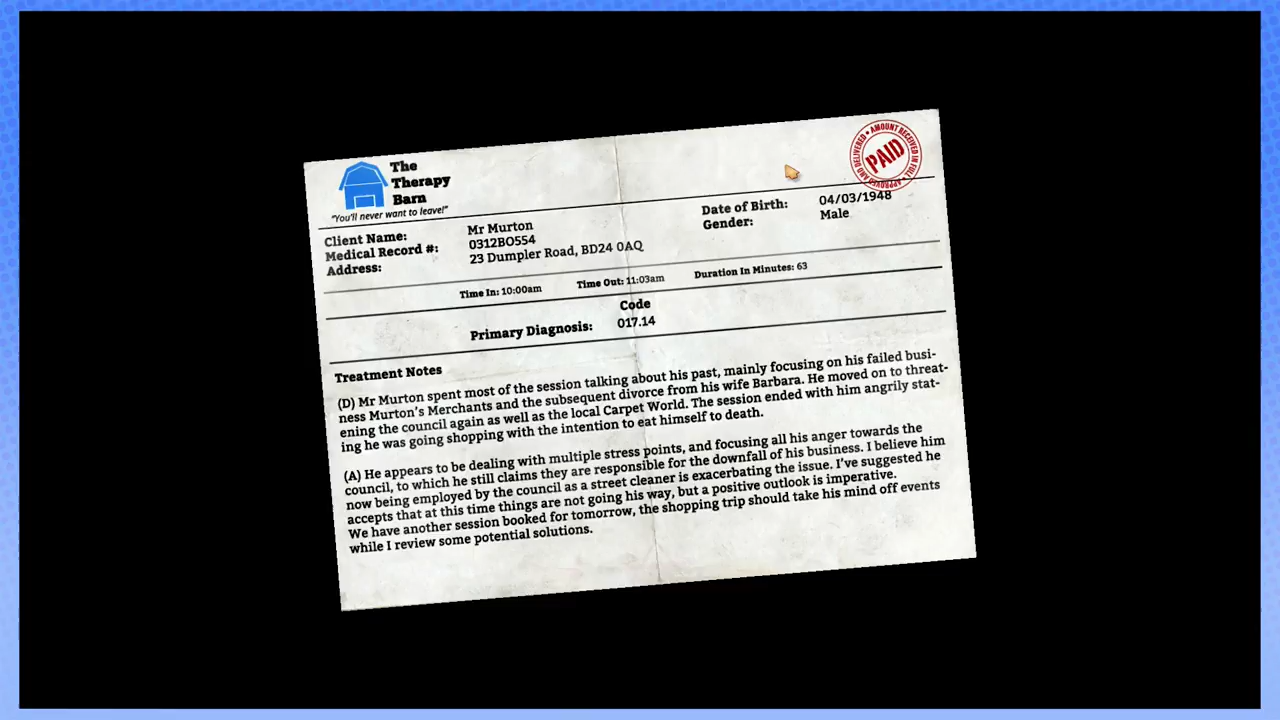 The
Therapy
Barn
"You'll never want to leave!"
AMOUNT RECEIVED IN FULL • APPROVED AND DELIVERED •
PAID
Client Name: Mr Murton
Medical Record #: 0312BO554
Address: 23 Dumpler Road, BD24 0AQ
Date of Birth: 04/03/1948
Gender: Male
Time In: 10:00am Time Out: 11:03am Duration In Minutes: 63
Code
Primary Diagnosis: 017.14
Treatment Notes
(D) Mr Murton spent most of the session talking about his past, mainly focusing on his failed busi-
ness Murton's Merchants and the subsequent divorce from his wife Barbara. He moved on to threat-
ening the council again as well as the local Carpet World. The session ended with him angrily stat-
ing he was going shopping with the intention to eat himself to death.
(A) He appears to be dealing with multiple stress points, and focusing all his anger towards the
council, to which he still claims they are responsible for the downfall of his business. I believe him
now being employed by the council as a street cleaner is exacerbating the issue. I've suggested he
accepts that at this time things are not going his way, but a positive outlook is imperative.
We have another session booked for tomorrow, the shopping trip should take his mind off events
while I review some potential solutions.